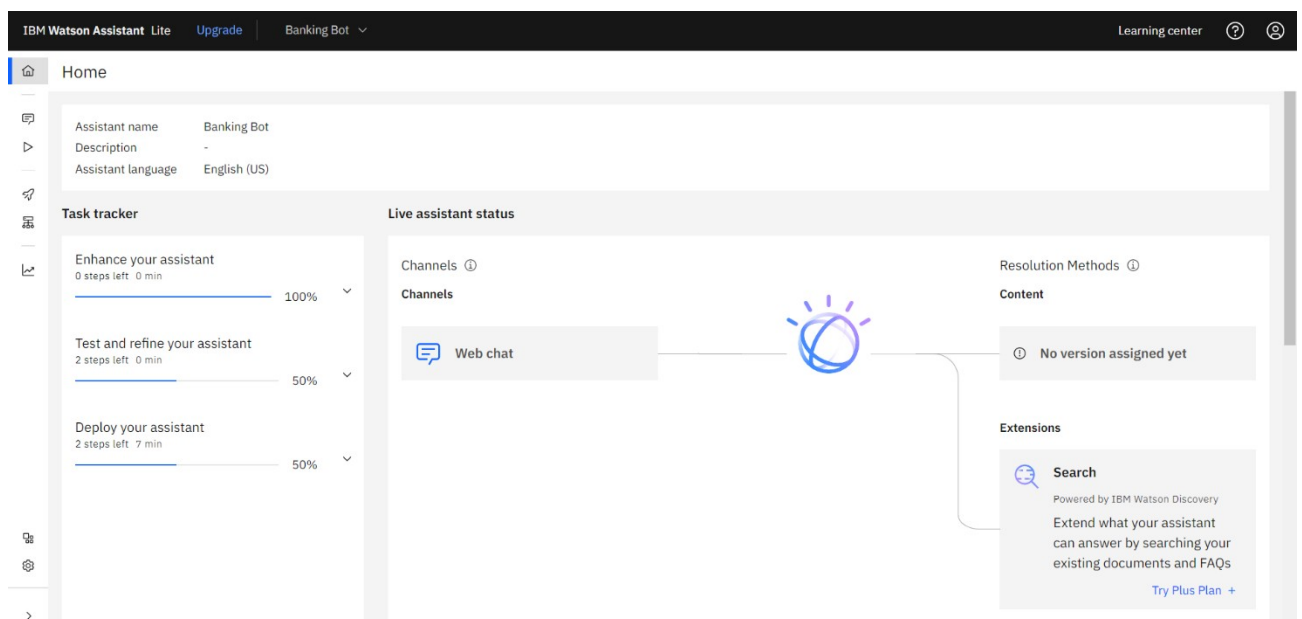 IBM Watson Assistant Lite Upgrade Banking Bot Learning center
Home
Assistant name Banking Bot
Description -
Assistant language English (US)
Task tracker
Enhance your assistant
0 steps left 0 min
100%
Test and refine your assistant
2 steps left 0 min
50%
Deploy your assistant
2 steps left 7 min
50%
Live assistant status
Channels
Channels
Web chat
Resolution Methods
Content
No version assigned yet
Extensions
Search
Powered by IBM Watson Discovery
Extend what your assistant
can answer by searching your
existing documents and FAQs
Try Plus Plan +